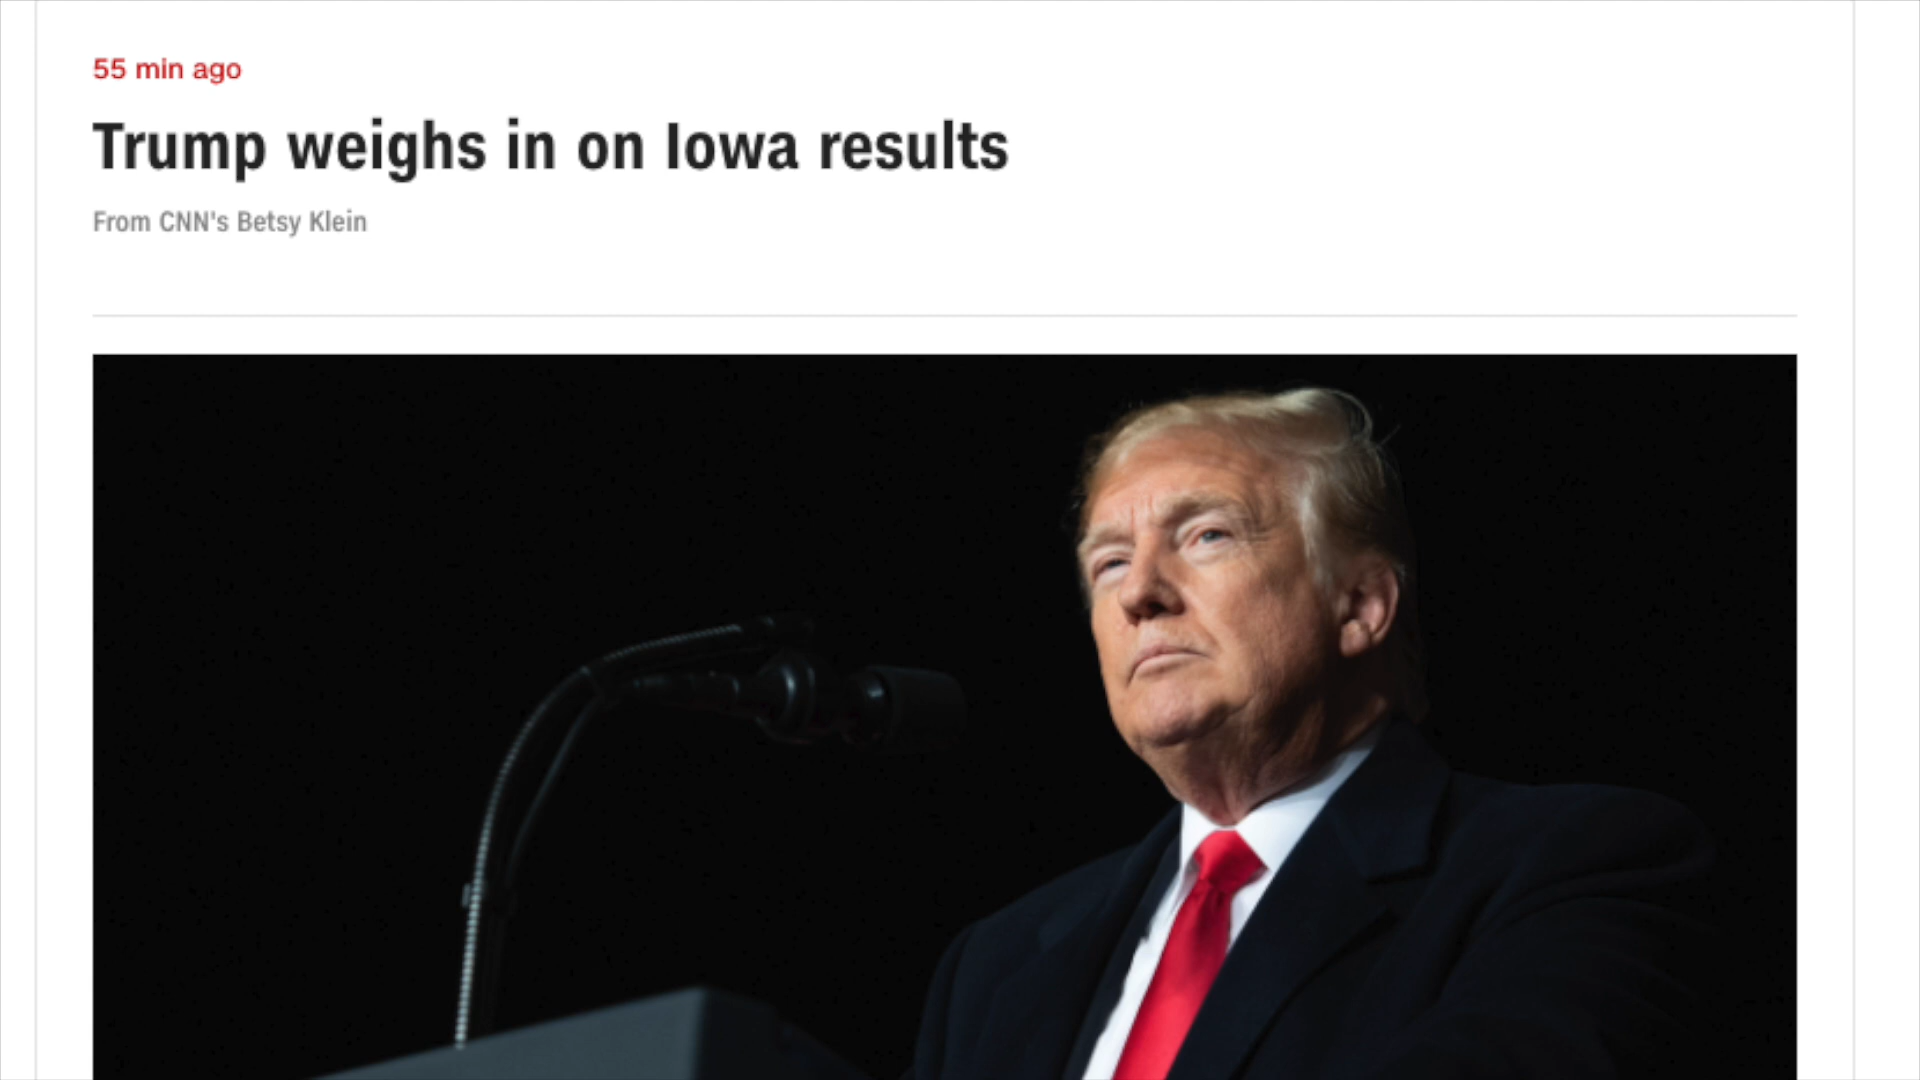 55 min ago
Trump weighs in on Iowa results
From CNN's Betsy Klein